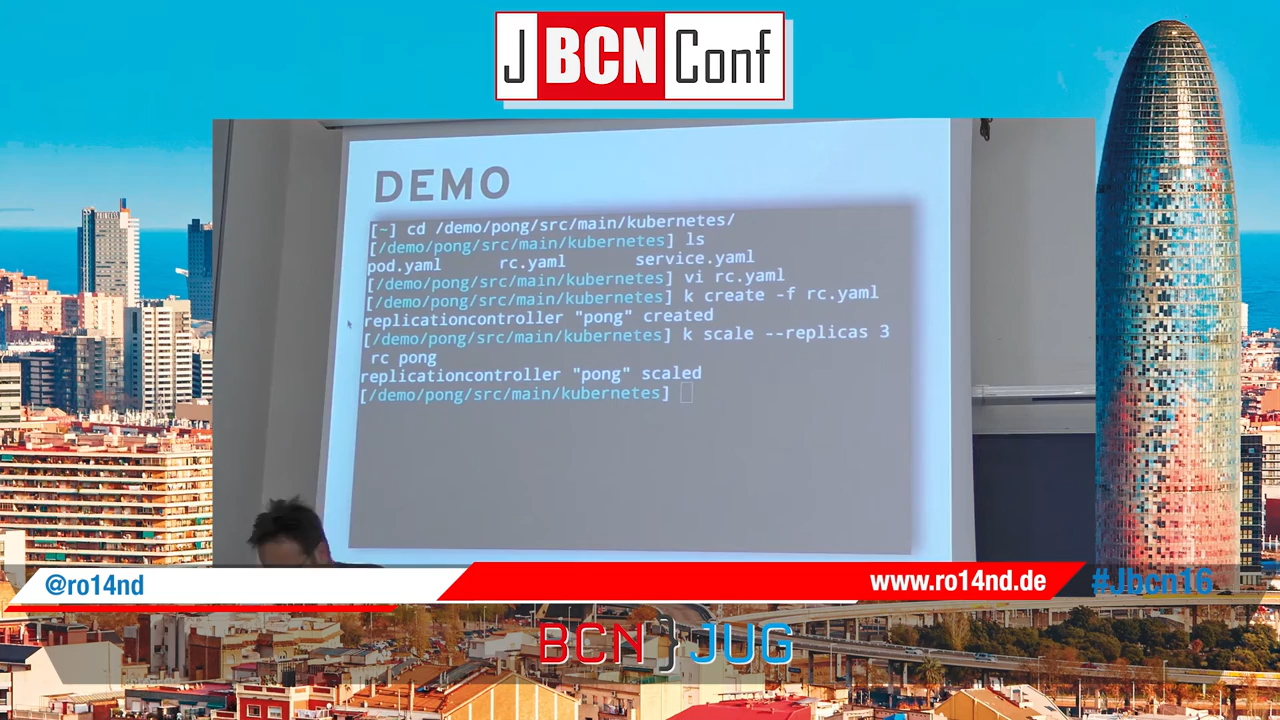 J BCN Conf
DEMO
[~] cd /demo/pong/src/main/kubernetes/
[/demo/pong/src/main/kubernetes] ls
pod.yaml rc.yaml service.yaml
[/demo/pong/src/main/kubernetes] vi rc.yaml
[/demo/pong/src/main/kubernetes] k create -f rc.yaml
replicationcontroller "pong" created
[/demo/pong/src/main/kubernetes] k scale --replicas 3
rc pong
replicationcontroller "pong" scaled
[/demo/pong/src/main/kubernetes]
@ro14nd
www.ro14nd.de
#Jbcn16
BCN}JUG